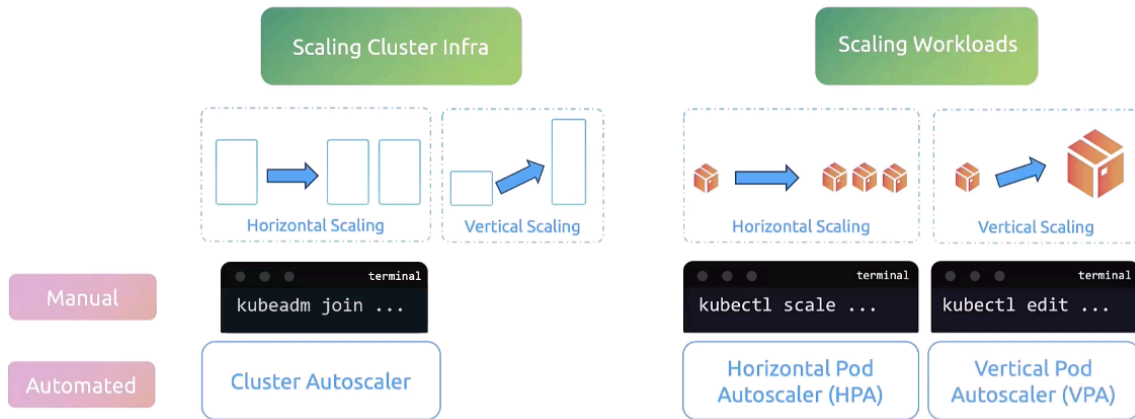 Scaling Cluster Infra
Scaling Workloads
Horizontal Scaling
Vertical Scaling
Horizontal Scaling
Vertical Scaling
Manual
terminal
kubeadm join ...
terminal
kubectl scale ...
terminal
kubectl edit ...
Automated
Cluster Autoscaler
Horizontal Pod
Autoscaler (HPA)
Vertical Pod
Autoscaler (VPA)